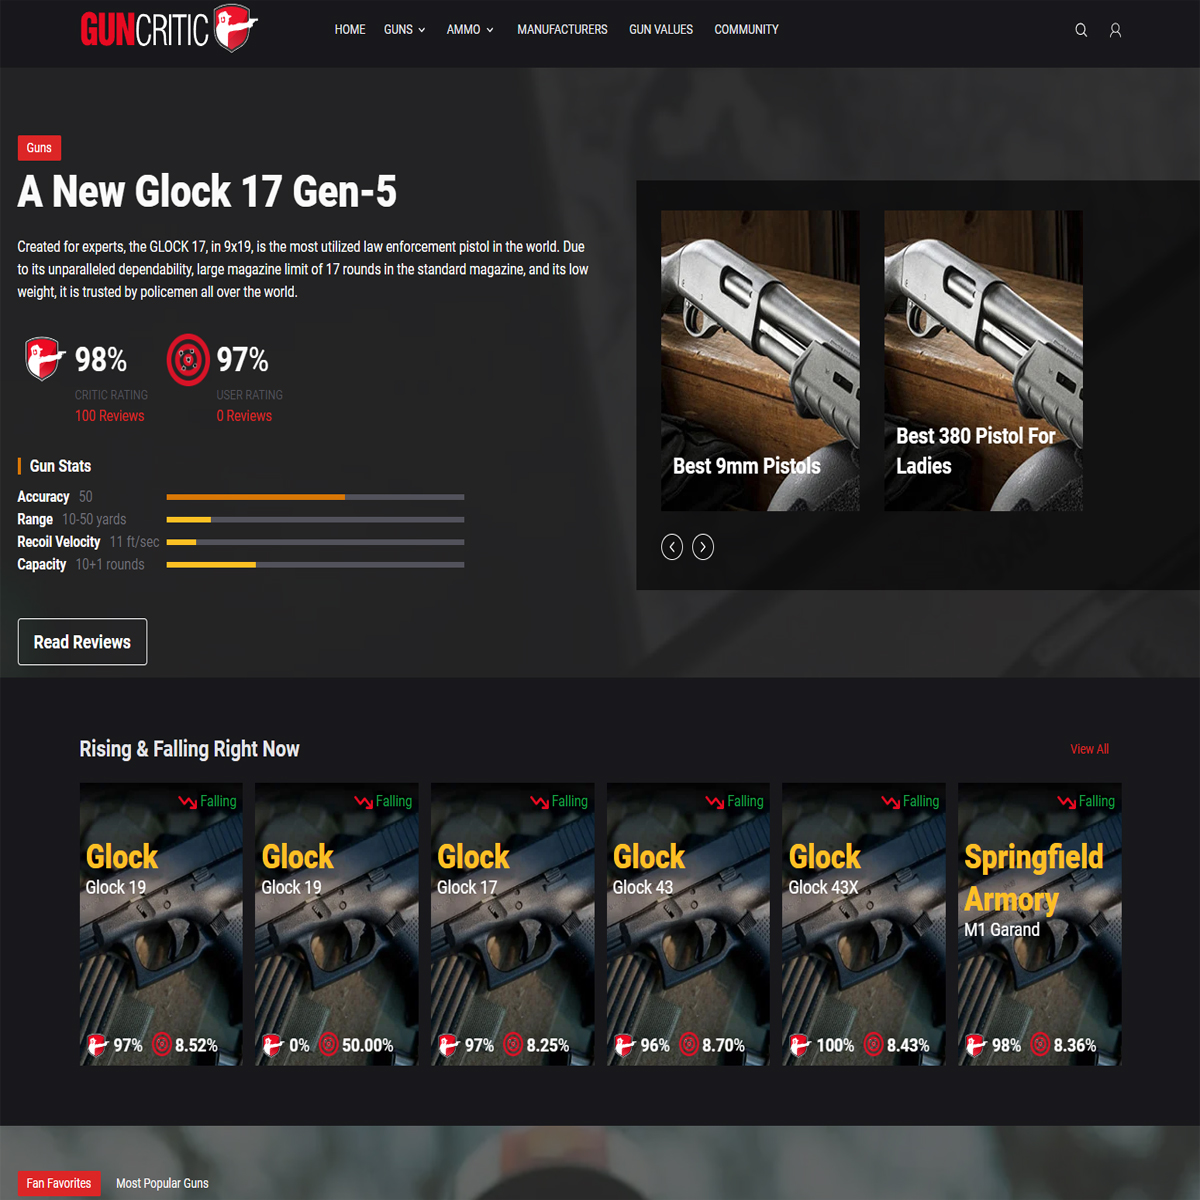 GUNCRITIC
HOME
GUNS
AMMO
MANUFACTURERS
GUN VALUES
COMMUNITY
Guns
A New Glock 17 Gen-5
Created for experts, the GLOCK 17, in 9x19, is the most utilized law enforcement pistol in the world. Due
to its unparalleled dependability, large magazine limit of 17 rounds in the standard magazine, and its low
weight, it is trusted by policemen all over the world.
98%
CRITIC RATING
100 Reviews
97%
USER RATING
0 Reviews
Gun Stats
Accuracy 50
Range 10-50 yards
Recoil Velocity 11 ft/sec
Capacity 10+1 rounds
Read Reviews
Best 9mm Pistols
Best 380 Pistol For
Ladies
Rising & Falling Right Now
View All
Falling
Glock
Glock 19
97% 8.52%
Falling
Glock
Glock 19
0% 50.00%
Falling
Glock
Glock 17
97% 8.25%
Falling
Glock
Glock 43
96% 8.70%
Falling
Glock
Glock 43X
100% 8.43%
Falling
Springfield
Armory
M1 Garand
98% 8.36%
Fan Favorites
Most Popular Guns